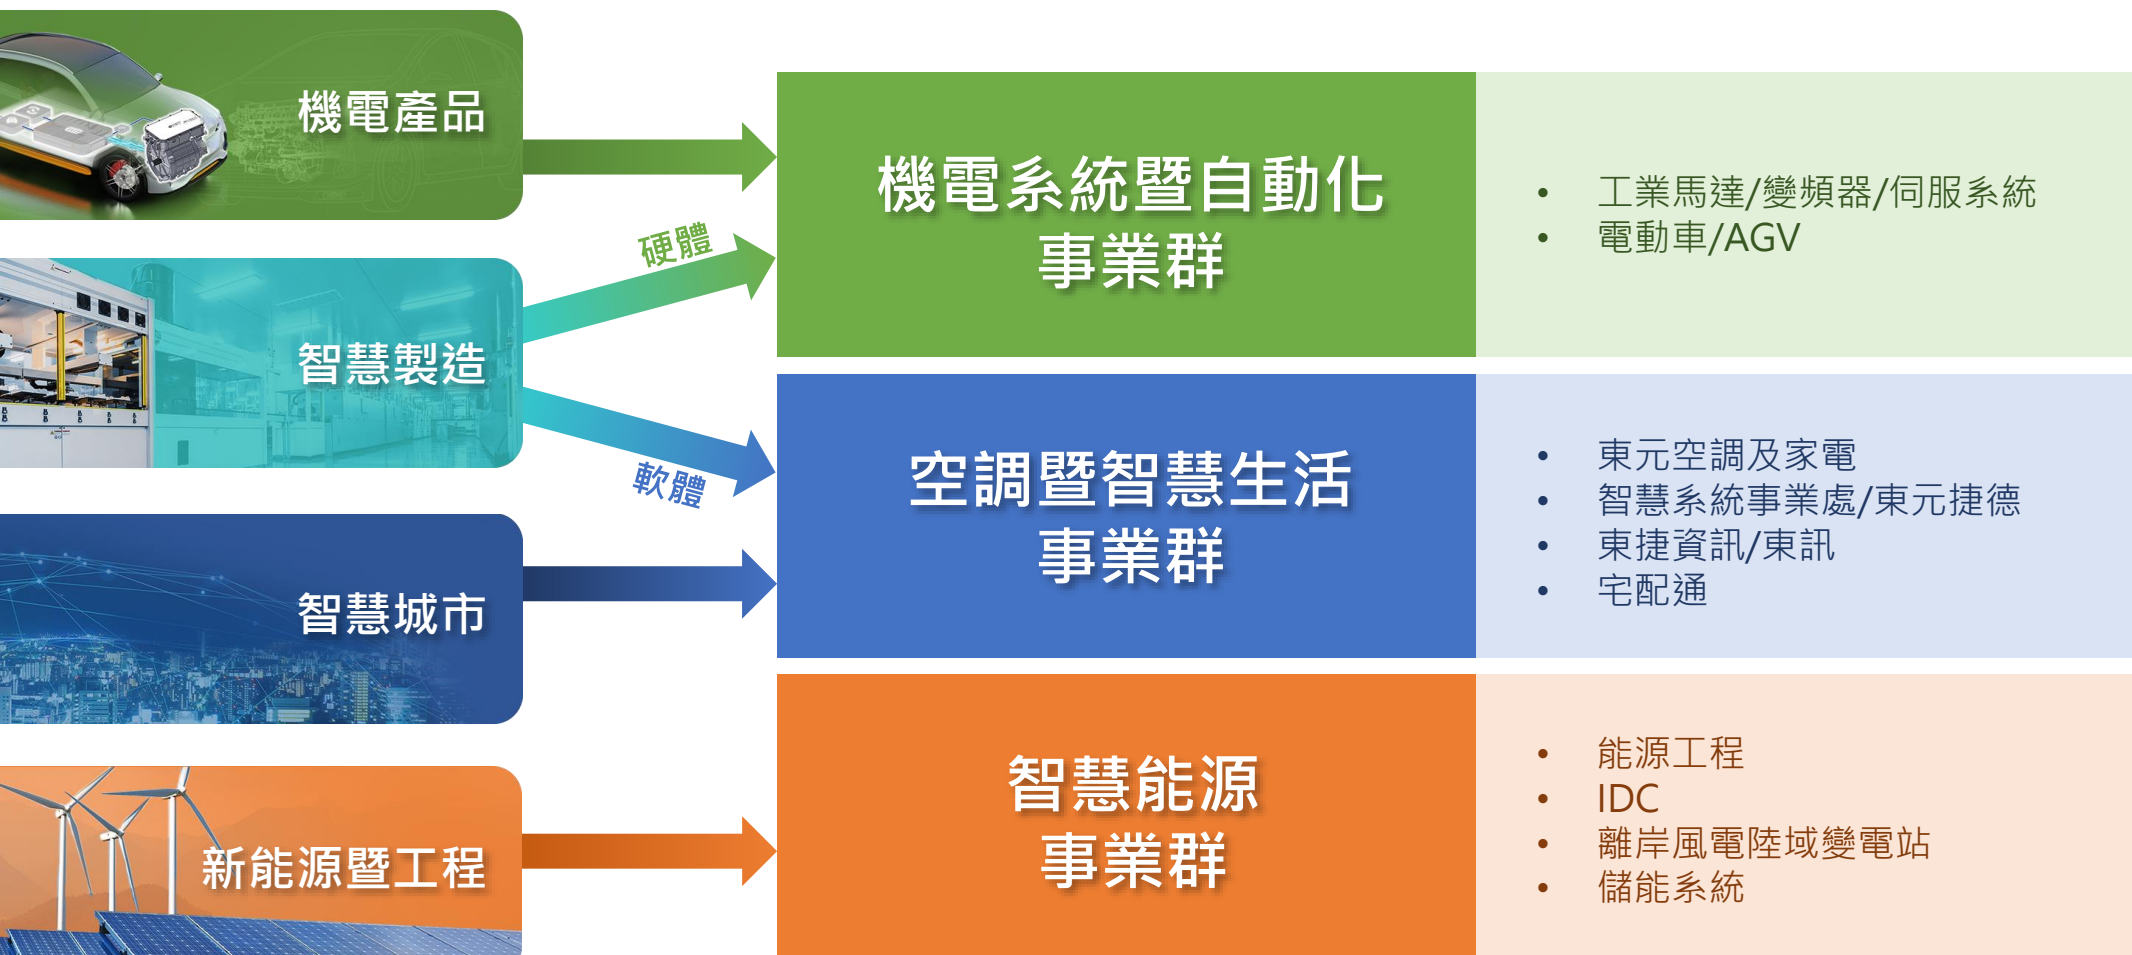 機電產品
智慧製造
智慧城市
新能源暨工程
硬體
軟體
機電系統暨自動化
事業群
• 工業馬達/變頻器/伺服系統
• 電動車/AGV
空調暨智慧生活
事業群
• 東元空調及家電
• 智慧系統事業處/東元捷德
• 東捷資訊/東訊
• 宅配通
智慧能源
事業群
• 能源工程
• IDC
• 離岸風電陸域變電站
• 儲能系統